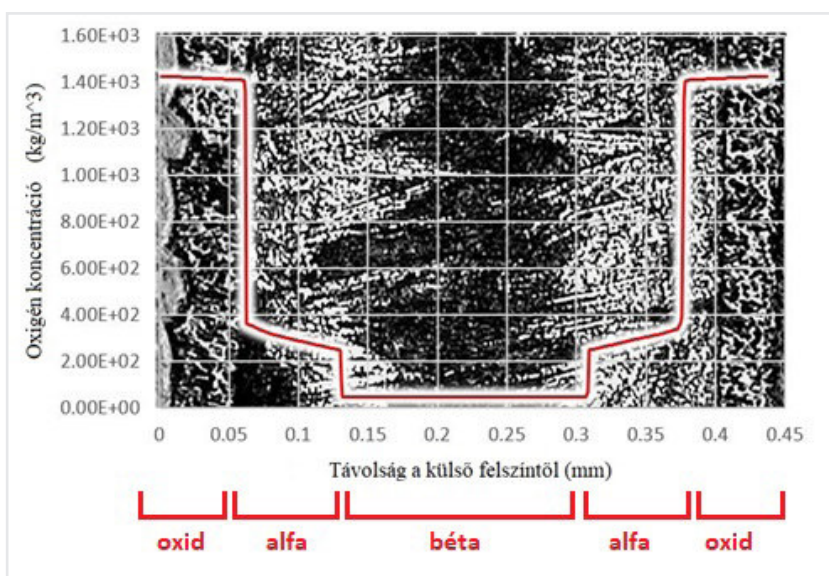 Oxigén koncentráció (kg/m^3)
1.60E+03
1.40E+03
1.20E+03
1.00E+03
8.00E+02
6.00E+02
4.00E+02
2.00E+02
0.00E+00
0 0.05 0.1 0.15 0.2 0.25 0.3 0.35 0.4 0.45
Távolság a külső felszíntől (mm)
oxid alfa béta alfa oxid